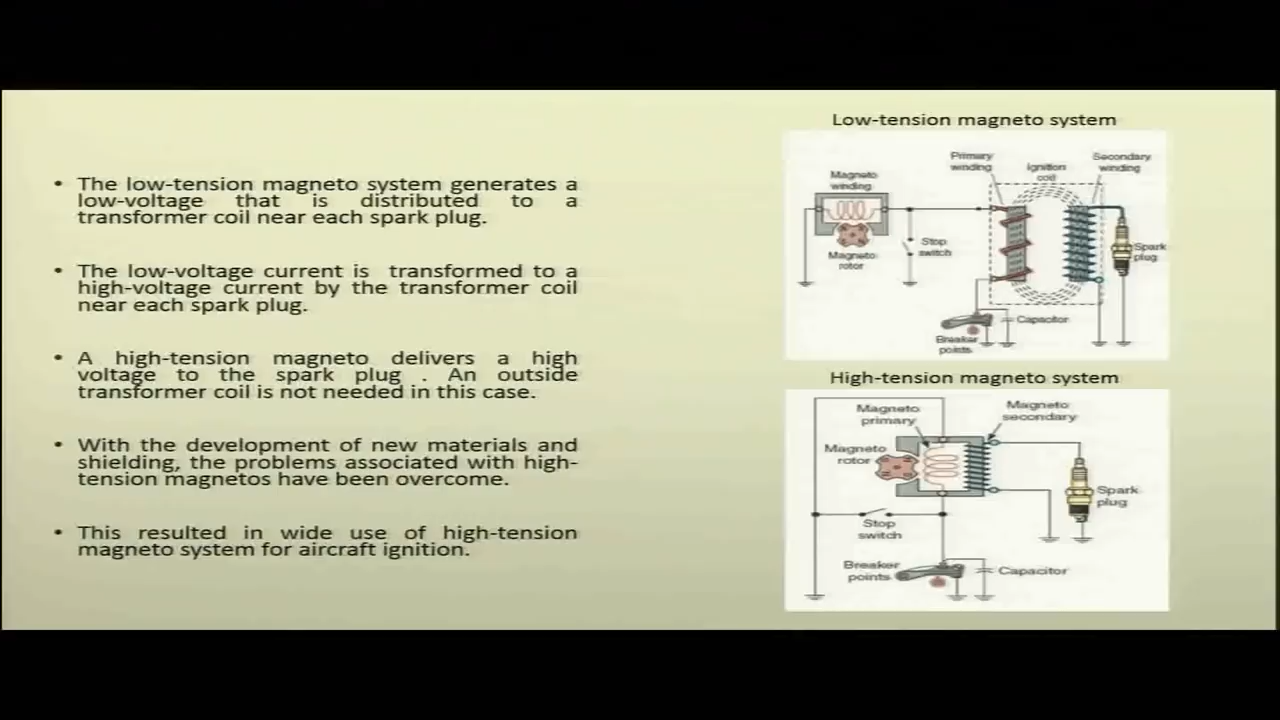 • The low-tension magneto system generates a
low-voltage that is distributed to a
transformer coil near each spark plug.
• The low-voltage current is transformed to a
high-voltage current by the transformer coil
near each spark plug.
• A high-tension magneto delivers a high
voltage to the spark plug . An outside
transformer coil is not needed in this case.
• With the development of new materials and
shielding, the problems associated with high-
tension magnetos have been overcome.
• This resulted in wide use of high-tension
magneto system for aircraft ignition.
Low-tension magneto system
Primary
winding
Ignition
coil
Secondary
winding
Magneto
winding
Magneto
rotor
Stop
switch
Spark
plug
Capacitor
Breaker
points
High-tension magneto system
Magneto
primary
Magneto
secondary
Magneto
rotor
Spark
plug
Stop
switch
Breaker
points
Capacitor